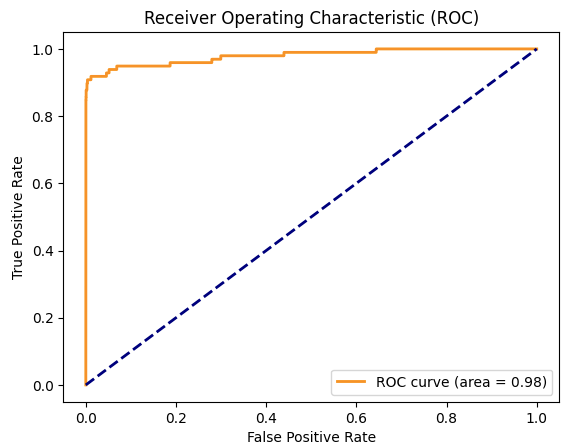 Receiver Operating Characteristic (ROC)
True Positive Rate
1.0
0.8
0.6
0.4
0.2
0.0
ROC curve (area = 0.98)
0.0 0.2 0.4 0.6 0.8 1.0
False Positive Rate